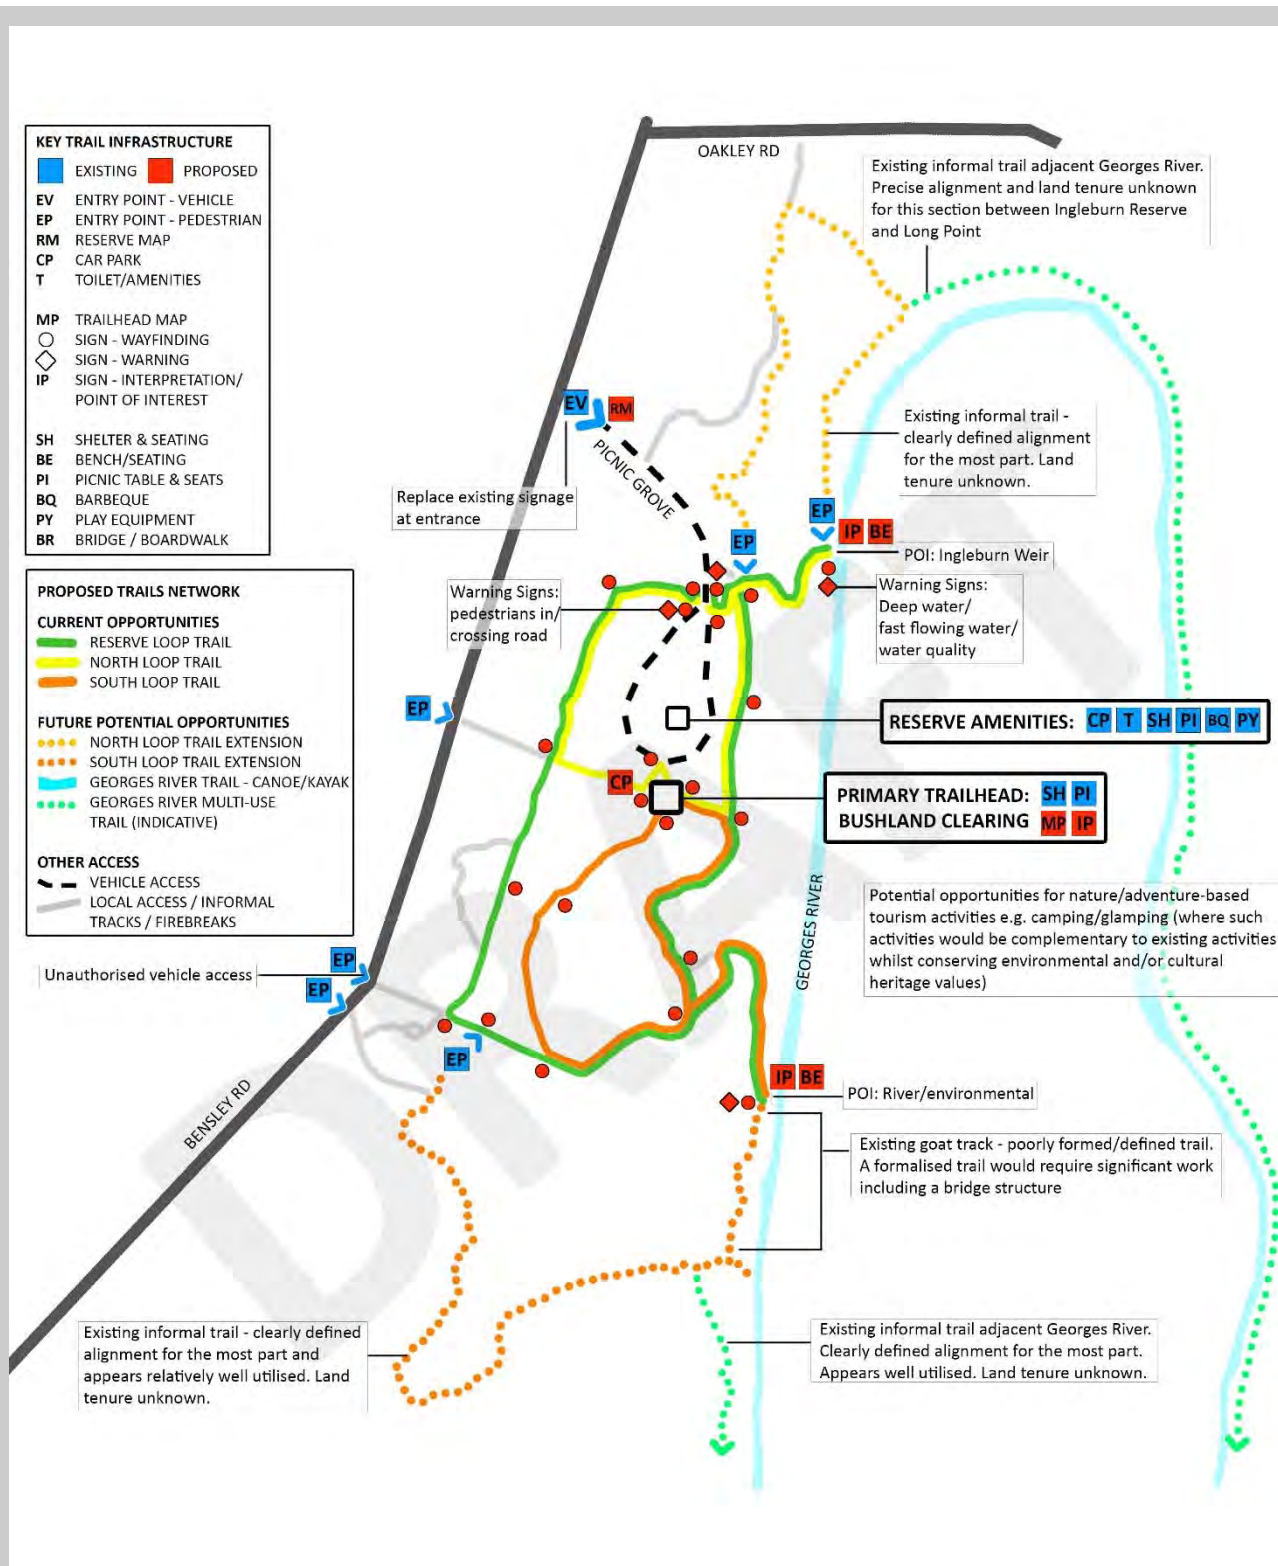 KEY TRAIL INFRASTRUCTURE
EXISTING PROPOSED
EV ENTRY POINT - VEHICLE
EP ENTRY POINT - PEDESTRIAN
RM RESERVE MAP
CP CAR PARK
T TOILET/AMENITIES
MP TRAILHEAD MAP
SIGN - WAYFINDING
SIGN - WARNING
IP SIGN - INTERPRETATION/
POINT OF INTEREST
SH SHELTER & SEATING
BE BENCH/SEATING
PI PICNIC TABLE & SEATS
BQ BARBEQUE
PY PLAY EQUIPMENT
BR BRIDGE / BOARDWALK
PROPOSED TRAILS NETWORK
CURRENT OPPORTUNITIES
RESERVE LOOP TRAIL
NORTH LOOP TRAIL
SOUTH LOOP TRAIL
FUTURE POTENTIAL OPPORTUNITIES
NORTH LOOP TRAIL EXTENSION
SOUTH LOOP TRAIL EXTENSION
GEORGES RIVER TRAIL - CANOE/KAYAK
GEORGES RIVER MULTI-USE
TRAIL (INDICATIVE)
OTHER ACCESS
VEHICLE ACCESS
LOCAL ACCESS / INFORMAL
TRACKS / FIREBREAKS
OAKLEY RD
Existing informal trail adjacent Georges River.
Precise alignment and land tenure unknown
for this section between Ingleburn Reserve
and Long Point
EV
RM
PICNIC GROVE
Replace existing signage
at entrance
Existing informal trail -
clearly defined alignment
for the most part. Land
tenure unknown.
EP
EP
IP BE
POI: Ingleburn Weir
Warning Signs:
pedestrians in/
crossing road
Warning Signs:
Deep water/
fast flowing water/
water quality
EP
RESERVE AMENITIES: CP T SH PI BQ PY
CP
PRIMARY TRAILHEAD: SH PI
BUSHLAND CLEARING MP IP
GEORGES RIVER
Potential opportunities for nature/adventure-based
tourism activities e.g. camping/glamping (where such
activities would be complementary to existing activities
whilst conserving environmental and/or cultural
heritage values)
Unauthorised vehicle access
EP
EP
EP
BENSLEY RD
IP BE
POI: River/environmental
Existing goat track - poorly formed/defined trail.
A formalised trail would require significant work
including a bridge structure
Existing informal trail - clearly defined
alignment for the most part and
appears relatively well utilised. Land
tenure unknown.
Existing informal trail adjacent Georges River.
Clearly defined alignment for the most part.
Appears well utilised. Land tenure unknown.
DRAFT